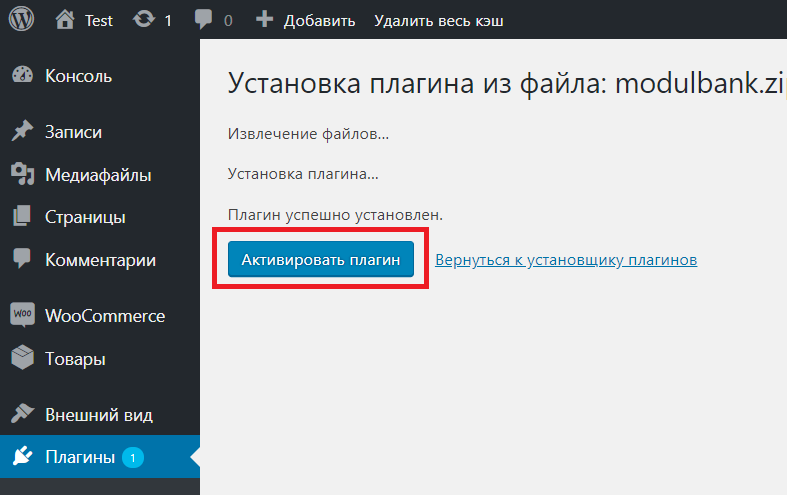 Test 1 0 Добавить Удалить весь кэш
Консоль
Записи
Медиафайлы
Страницы
Комментарии
WOO WooCommerce
Товары
Внешний вид
Плагины 1
Установка плагина из файла: modulbank.zip
Извлечение файлов...
Установка плагина...
Плагин успешно установлен.
Активировать плагин Вернуться к установщику плагинов